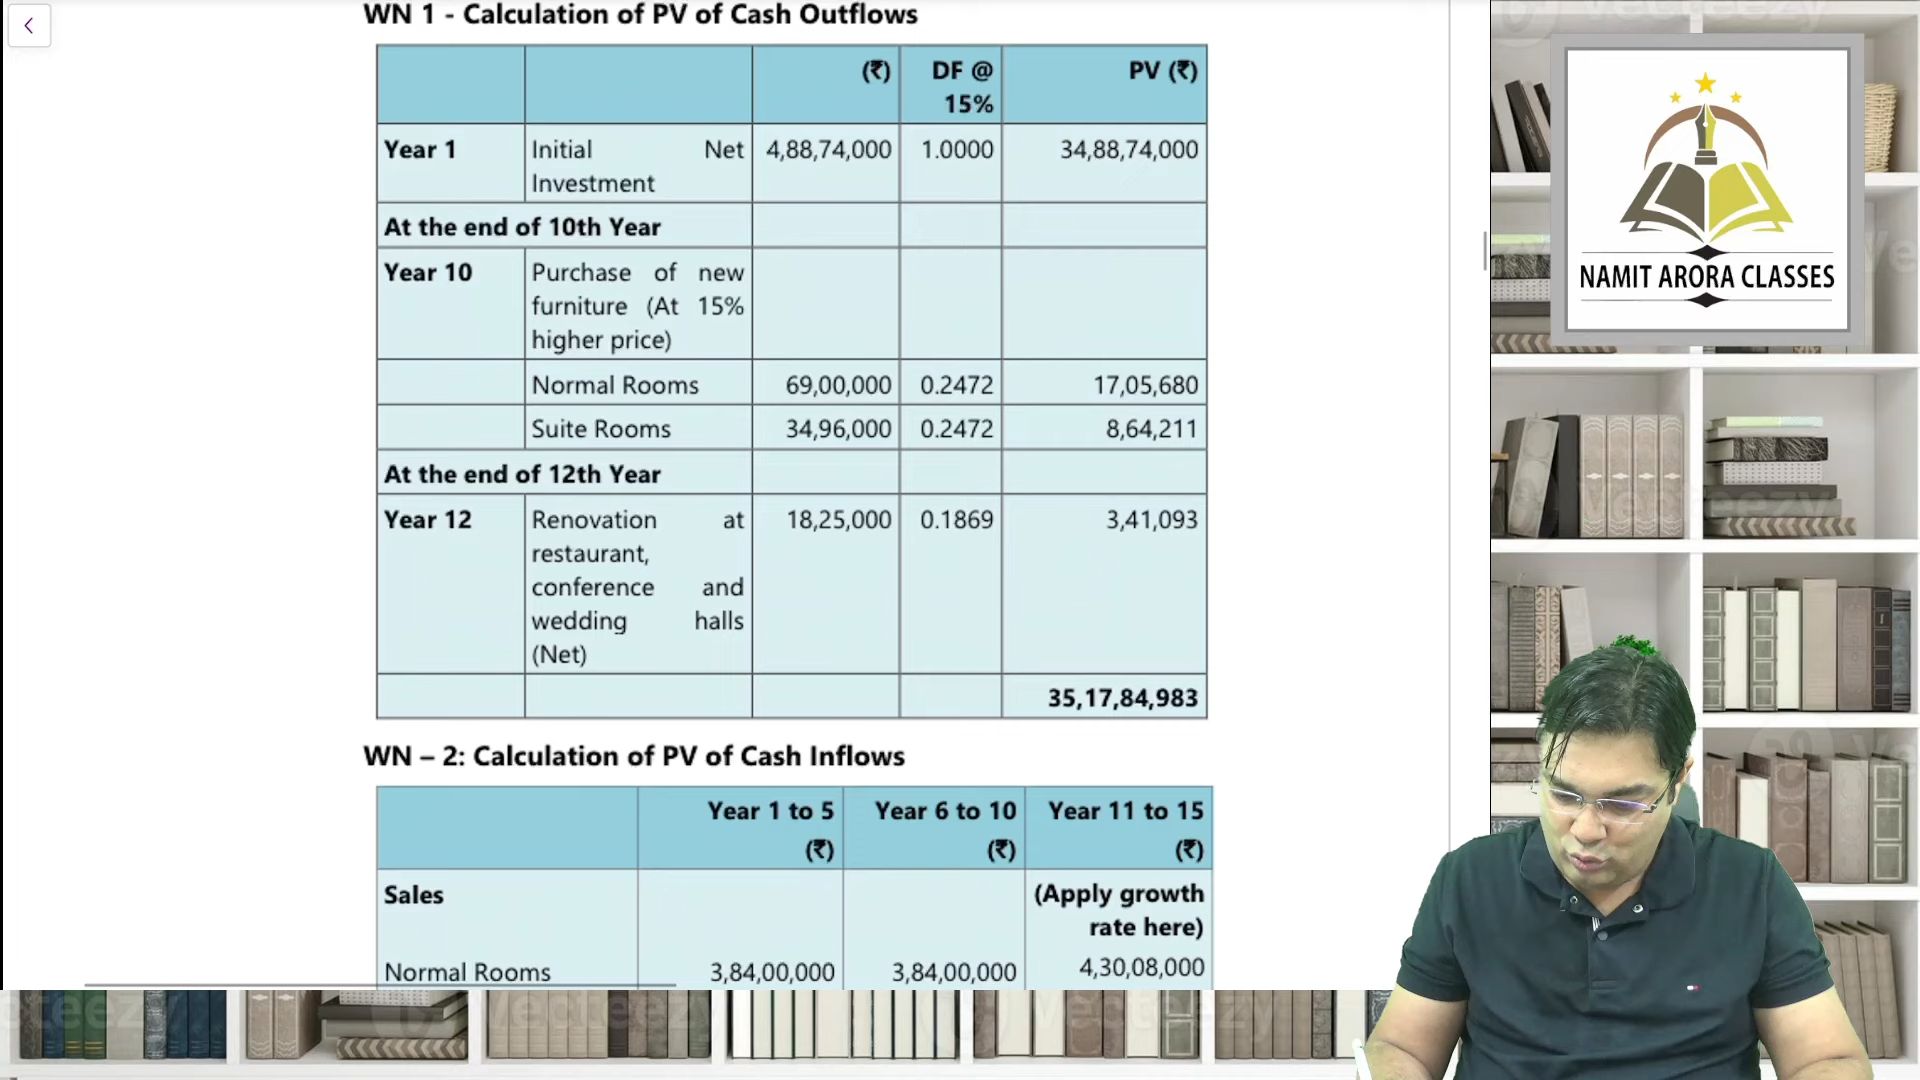 WN 1 - Calculation of PV of Cash Outflows
(₹) DF @ PV (₹)
15%
Year 1 Initial Net 4,88,74,000 1.0000 34,88,74,000
Investment
At the end of 10th Year
Year 10 Purchase of new
furniture (At 15%
higher price)
Normal Rooms 69,00,000 0.2472 17,05,680
Suite Rooms 34,96,000 0.2472 8,64,211
At the end of 12th Year
Year 12 Renovation at 18,25,000 0.1869 3,41,093
restaurant,
conference and
wedding halls
(Net)
35,17,84,983
WN – 2: Calculation of PV of Cash Inflows
Year 1 to 5 Year 6 to 10 Year 11 to 15
(₹) (₹) (₹)
Sales (Apply growth
rate here)
Normal Rooms 3,84,00,000 3,84,00,000 4,30,08,000
NAMIT ARORA CLASSES